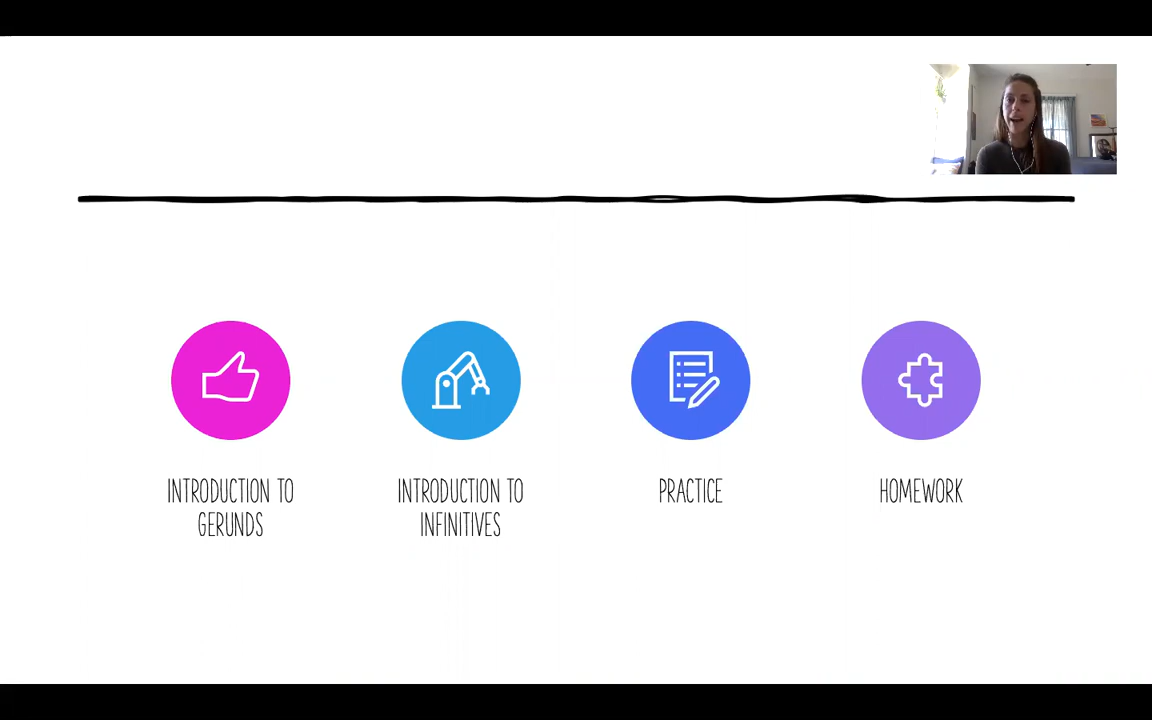 INTRODUCTION TO
GERUNDS
INTRODUCTION TO
INFINITIVES
PRACTICE
HOMEWORK